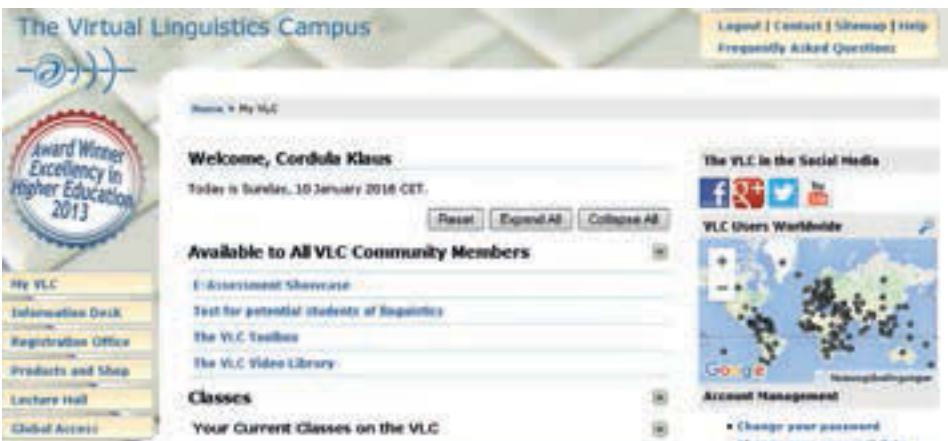 The Virtual Linguistics Campus
Logout | Contact | Sitemap | Help
Frequently Asked Questions
Home » My VLC
Award Winner
Excellency in
Higher Education
2013
Welcome, Cordula Klaus
Today is Sunday, 10 January 2016 CET.
Reset Expand All Collapse All
Available to All VLC Community Members
E-Assessment Showcase
Test for potential students of linguistics
The VLC Toolbox
The VLC Video Library
Classes
Your Current Classes on the VLC
My VLC
Information Desk
Registration Office
Products and Shop
Lecture Hall
Global Access
The VLC in the Social Media
VLC Users Worldwide
Google
Account Management
Change your password